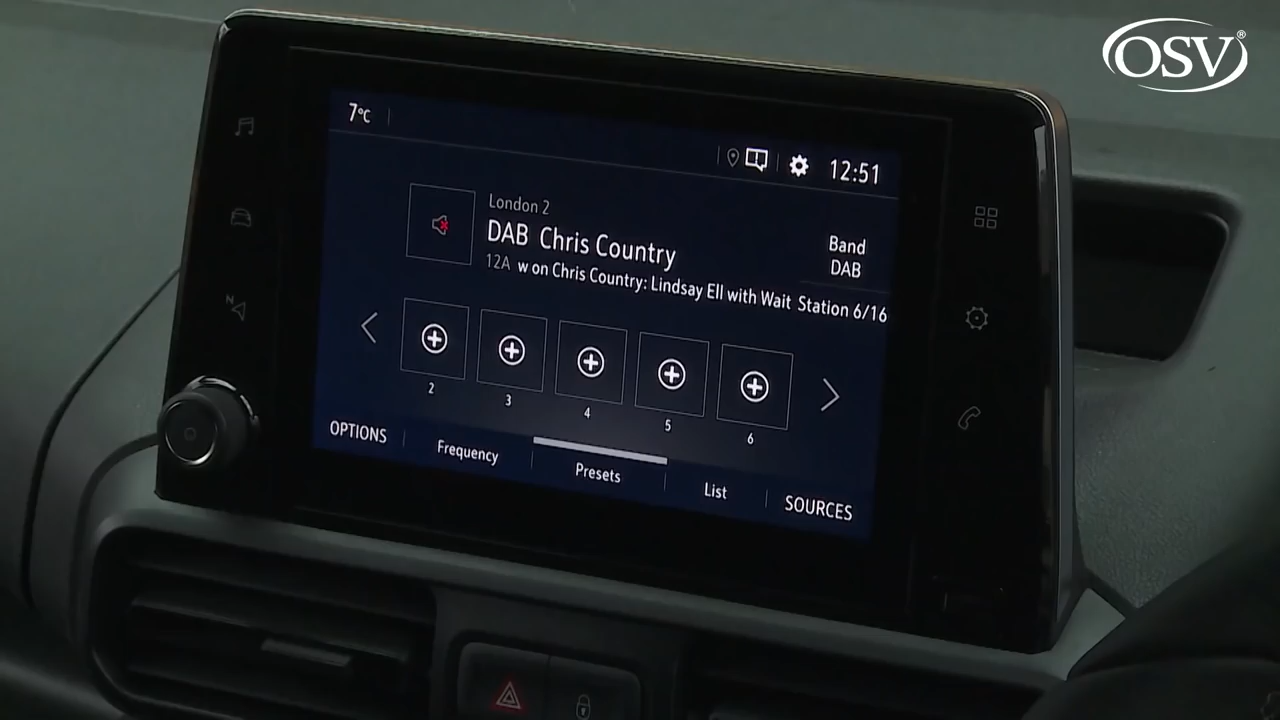 OSV®
7°C
12:51
London 2
DAB Chris Country
12A w on Chris Country: Lindsay Ell with Wait
Band
DAB
Station 6/16
2 3 4 5 6
OPTIONS Frequency Presets List SOURCES
N